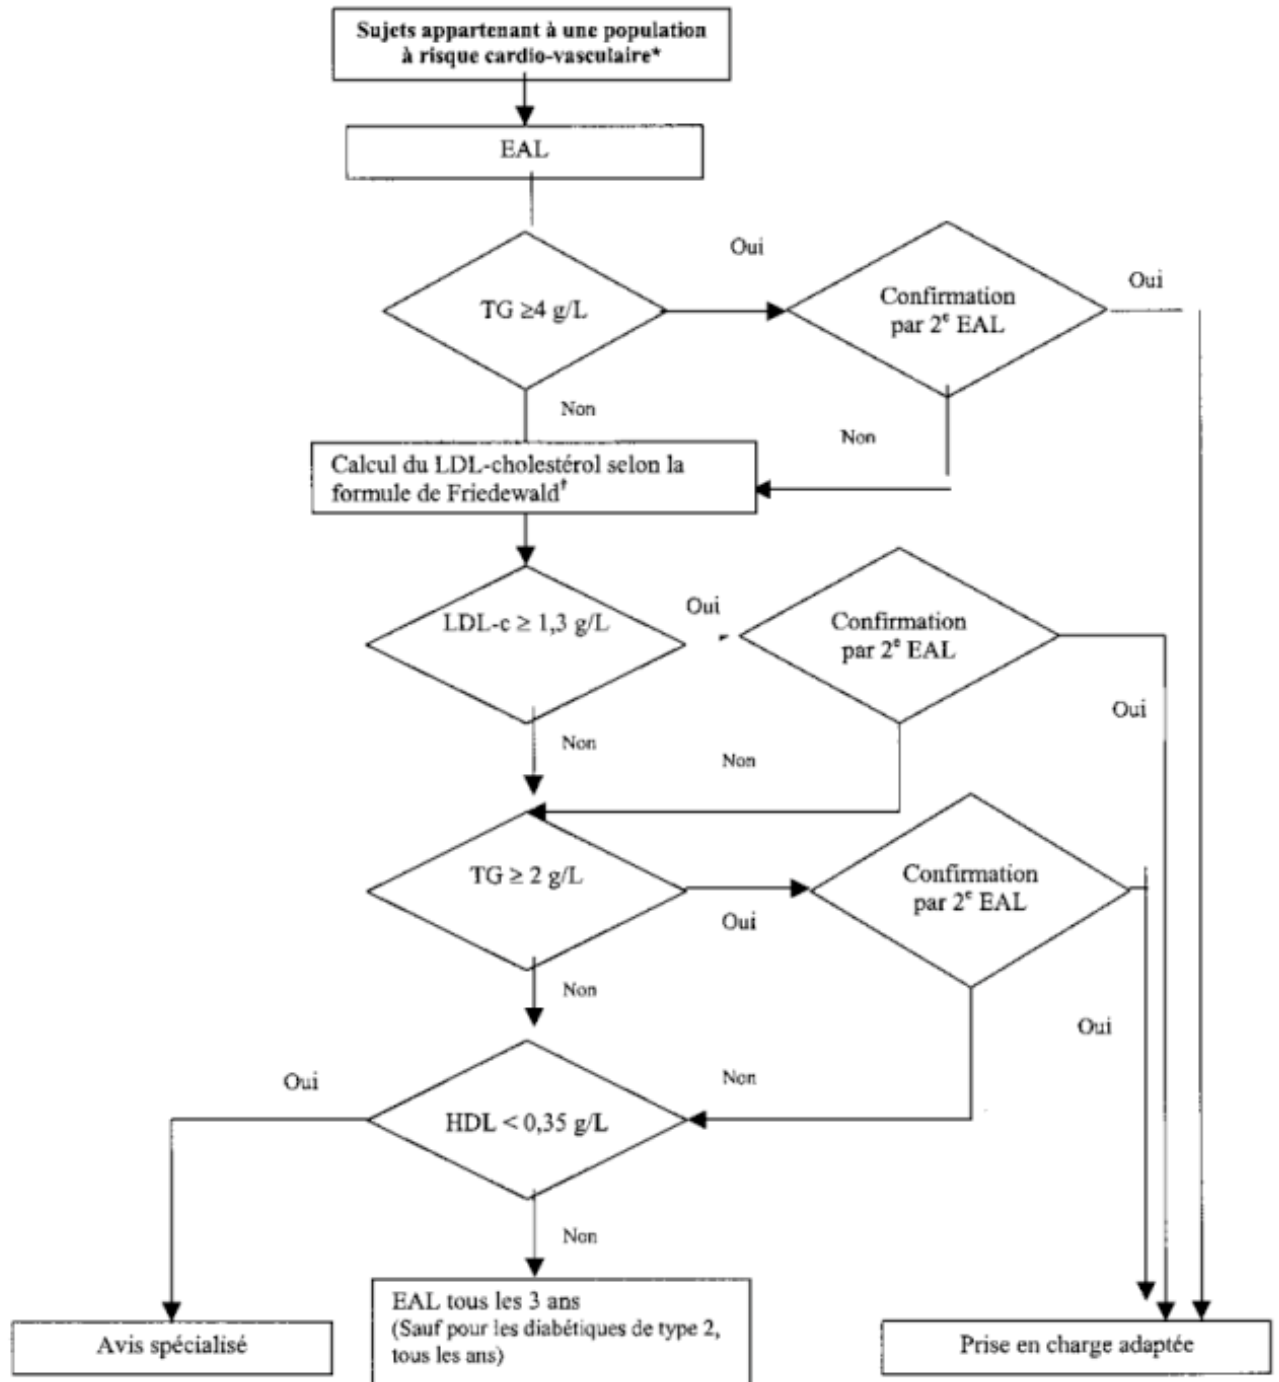 Sujets appartenant à une population
à risque cardio-vasculaire*
EAL
Oui
Oui
TG ≥4 g/L
Confirmation
par 2e EAL
Non
Non
Calcul du LDL-cholestérol selon la
formule de Friedewald†
Oui
LDL-c ≥ 1,3 g/L
Confirmation
par 2e EAL
Oui
Non
Non
TG ≥ 2 g/L
Confirmation
par 2e EAL
Oui
Non
Oui
Oui
Non
HDL < 0,35 g/L
Non
EAL tous les 3 ans
(Sauf pour les diabétiques de type 2,
tous les ans)
Avis spécialisé
Prise en charge adaptée